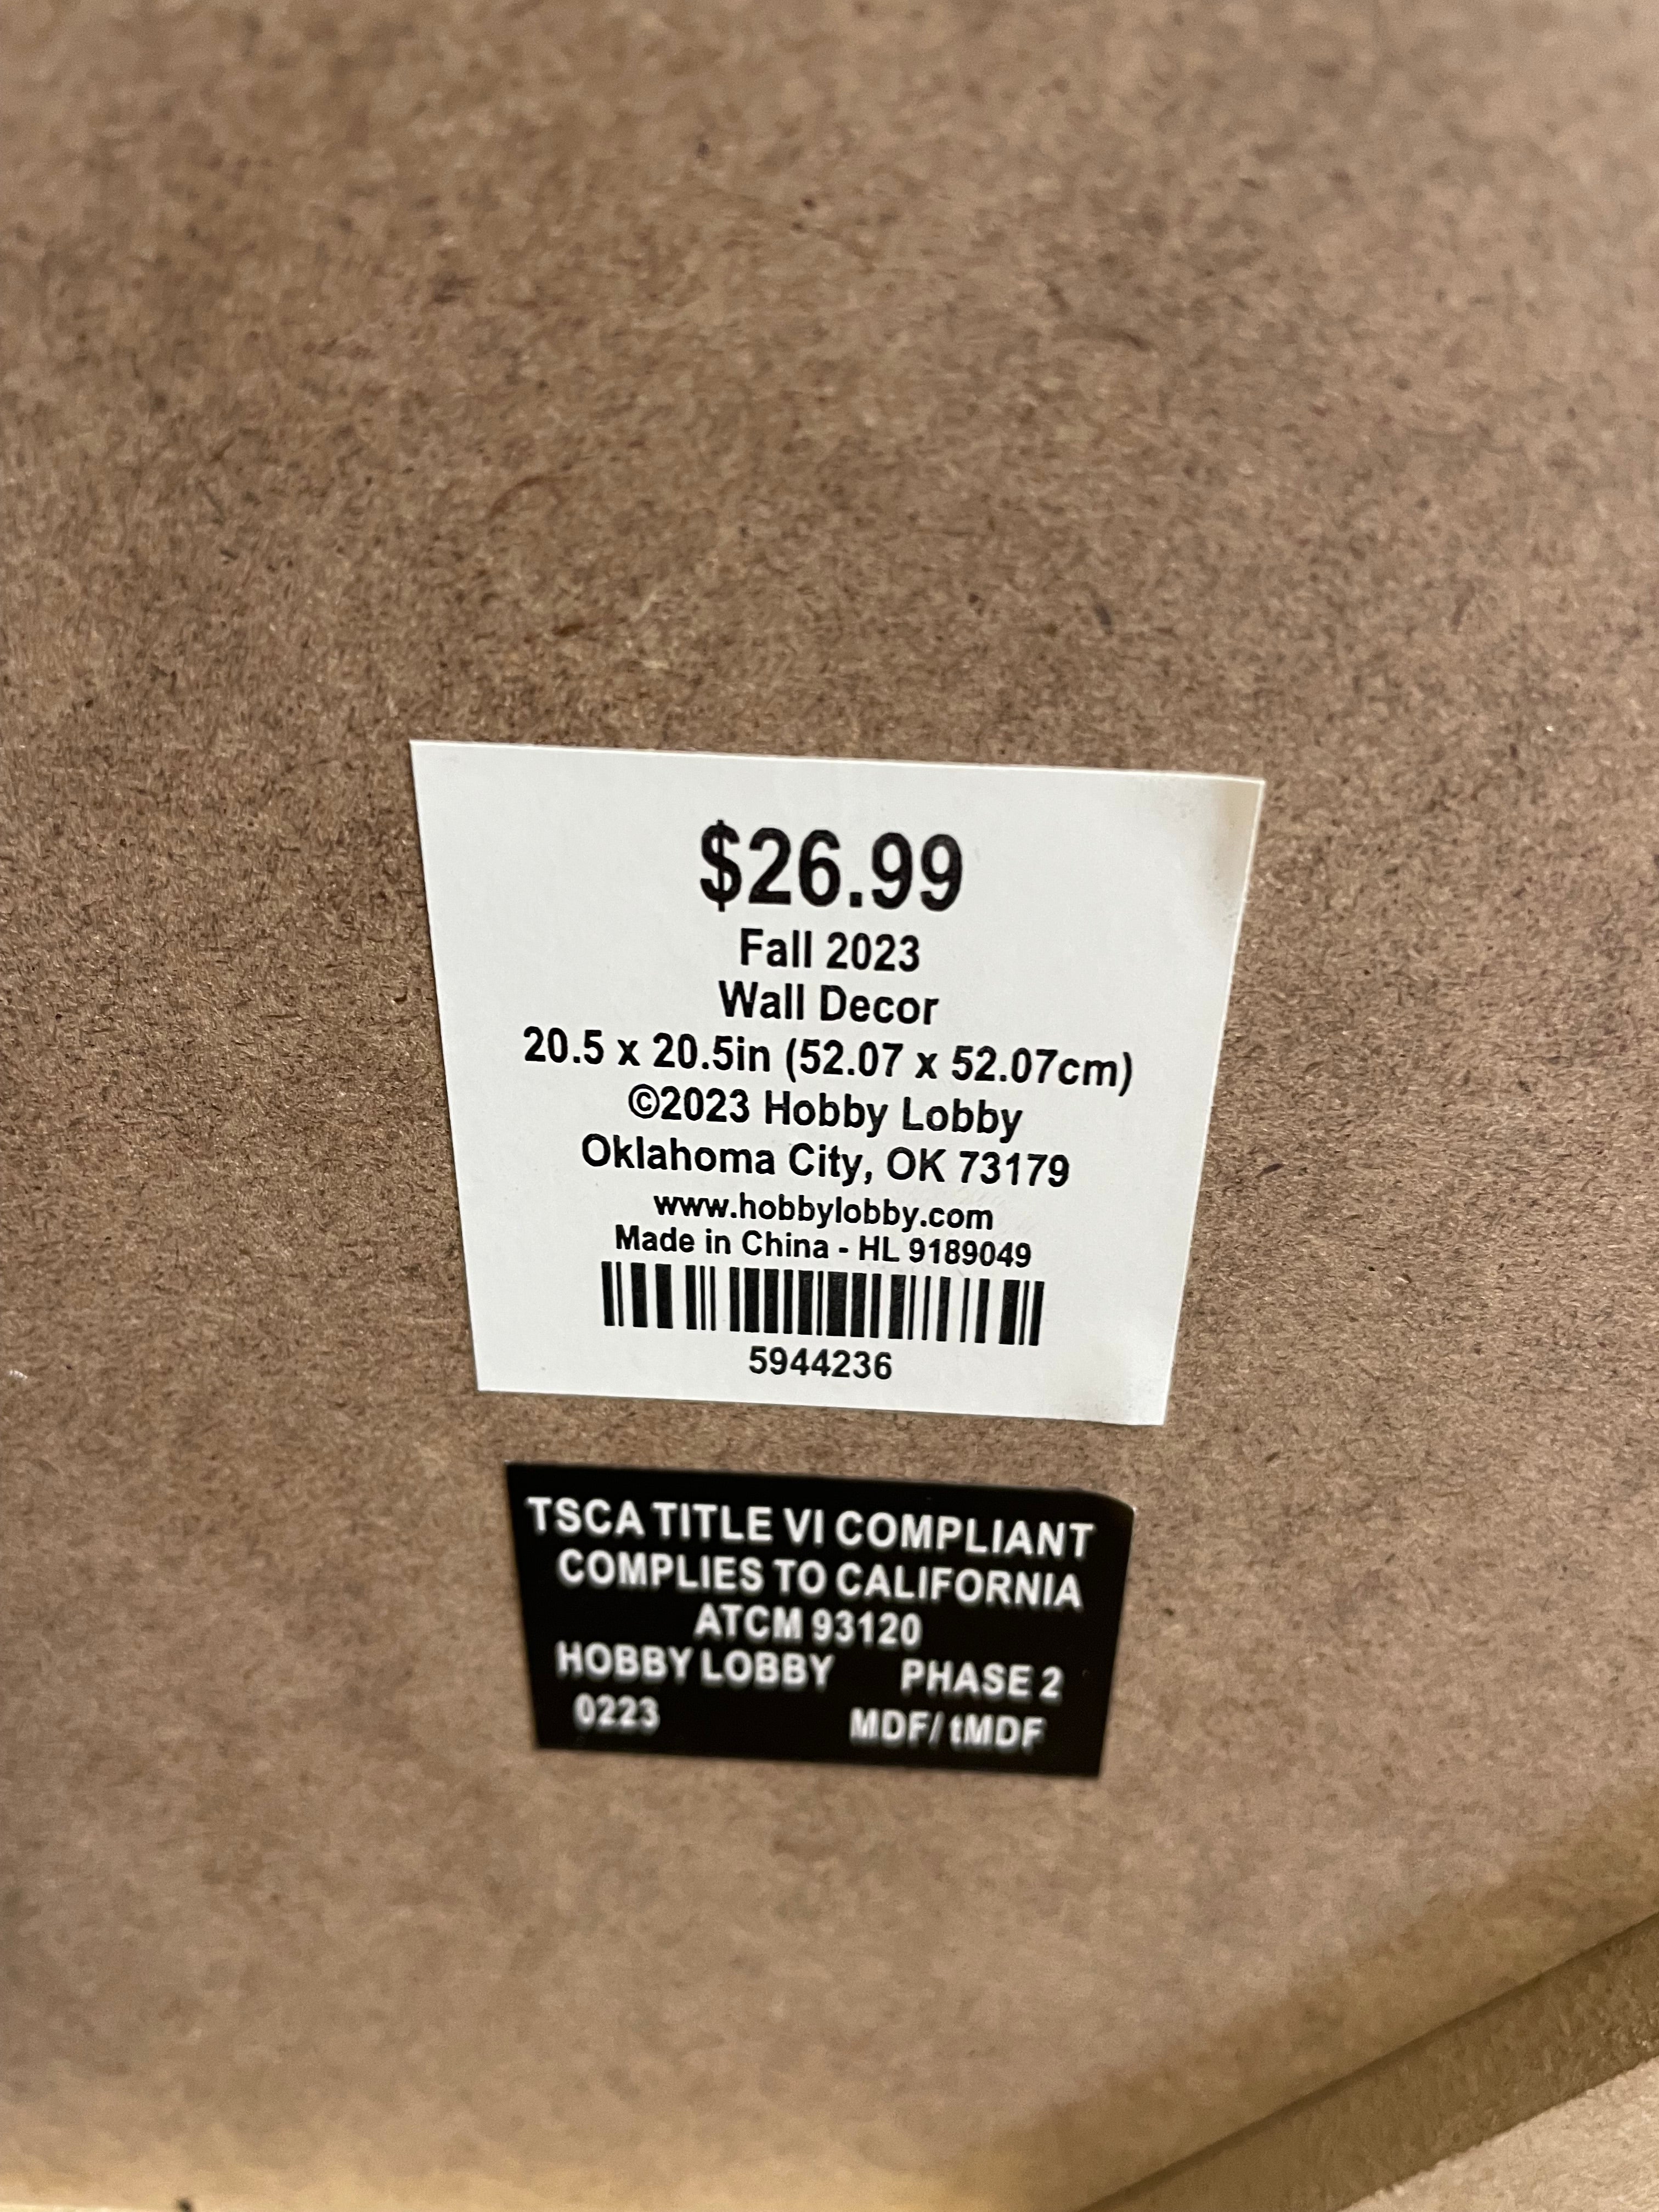 $26.99
Fall 2023
Wall Decor
20.5 x 20.5in (52.07 x 52.07cm)
©2023 Hobby Lobby
Oklahoma City, OK 73179
www.hobbylobby.com
Made in China - HL 9189049
5944236
TSCA TITLE VI COMPLIANT
COMPLIES TO CALIFORNIA
ATCM 93120
HOBBY LOBBY PHASE 2
0223 MDF/ tMDF